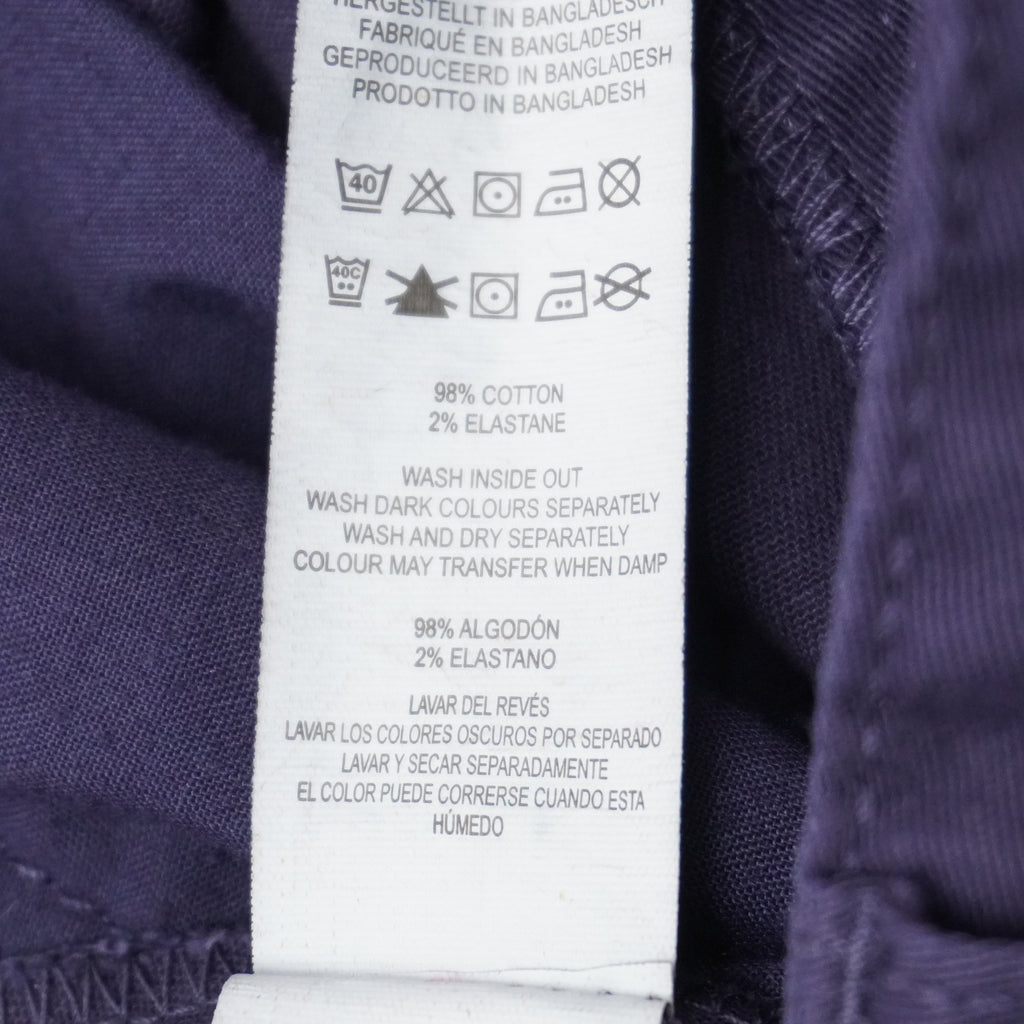 HERGESTELLT IN BANGLADESCH
FABRIQUÉ EN BANGLADESH
GEPRODUCEERD IN BANGLADESH
PRODOTTO IN BANGLADESH
40
40C
98% COTTON
2% ELASTANE
WASH INSIDE OUT
WASH DARK COLOURS SEPARATELY
WASH AND DRY SEPARATELY
COLOUR MAY TRANSFER WHEN DAMP
98% ALGODÓN
2% ELASTANO
LAVAR DEL REVÉS
LAVAR LOS COLORES OSCUROS POR SEPARADO
LAVAR Y SECAR SEPARADAMENTE
EL COLOR PUEDE CORRERSE CUANDO ESTA
HÚMEDO